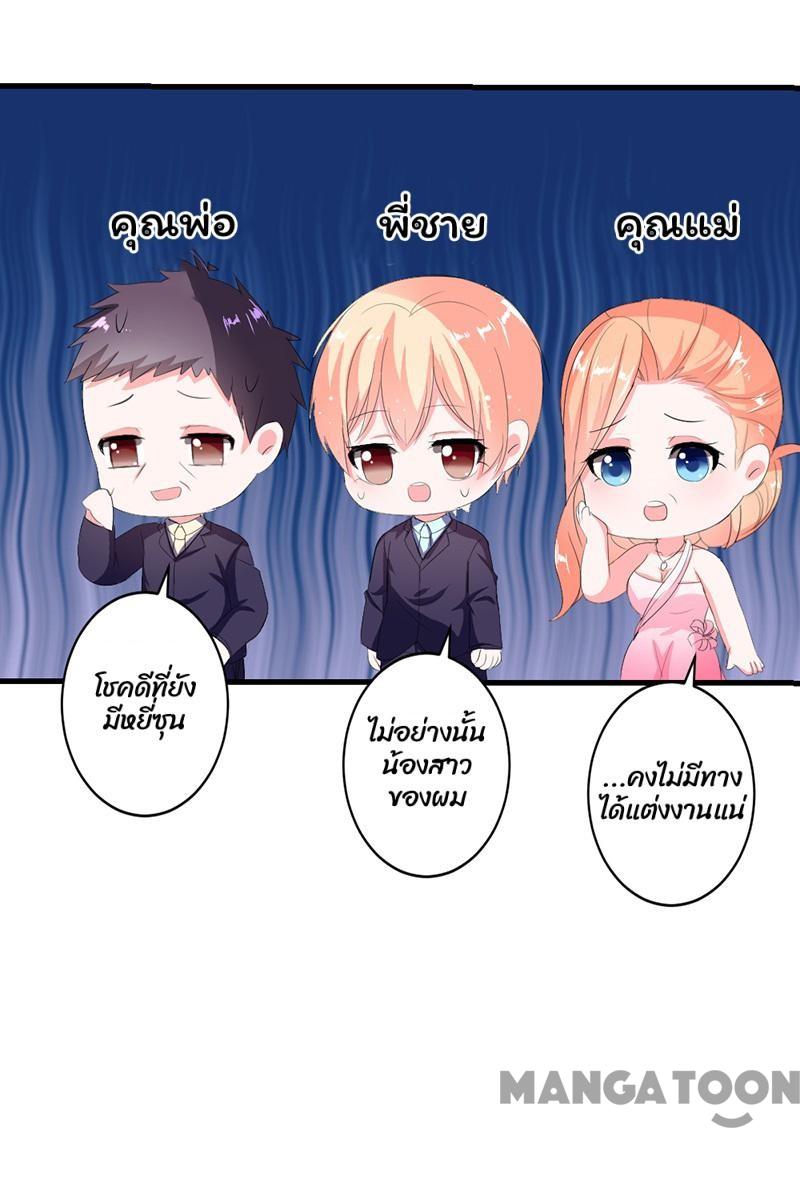 คุณพ่อ
พี่ชาย
คุณแม่
โชคดีที่ยัง
มีหยี่ซุน
ไม่อย่างนั้น
น้องสาว
ของผม
...คงไม่มีทาง
ได้แต่งงานแน่
MANGATOON